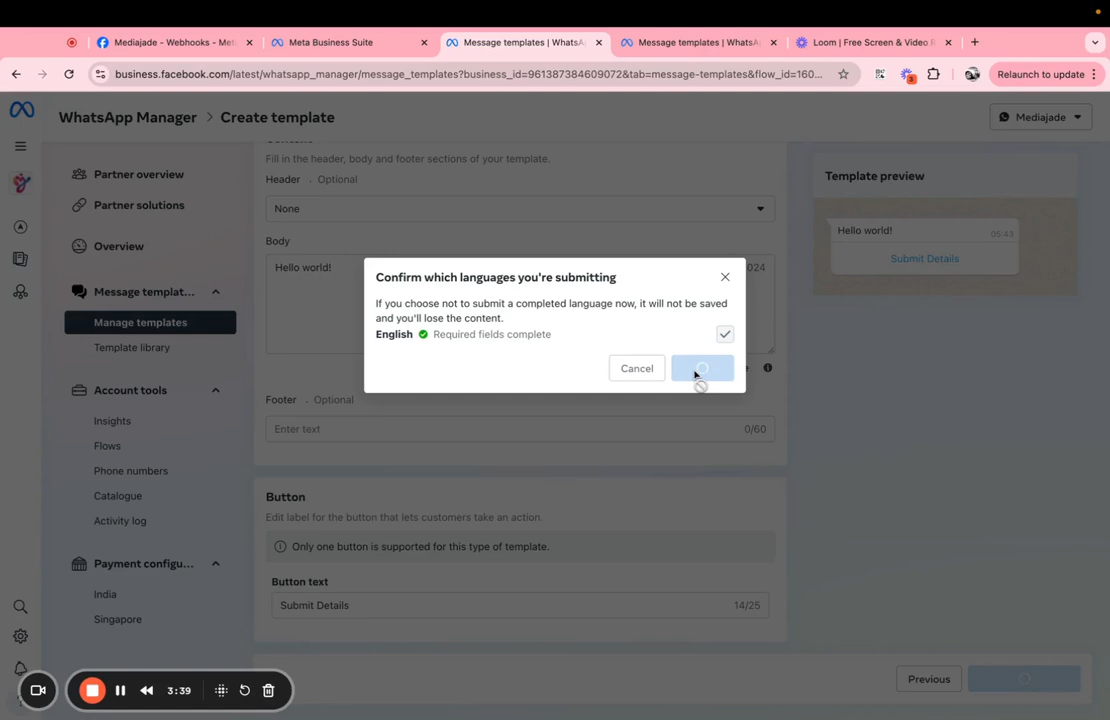 Mediajade - Webhooks - Met
Meta Business Suite
Message templates | WhatsA
Message templates | WhatsA
Loom | Free Screen & Video R
business.facebook.com/latest/whatsapp_manager/message_templates?business_id=961387384609072&tab=message-templates&flow_id=160...
3
Relaunch to update
WhatsApp Manager > Create template
Mediajade
Partner overview
Partner solutions
Overview
Message templat...
Manage templates
Template library
Account tools
Insights
Flows
Phone numbers
Catalogue
Activity log
Payment configu...
India
Singapore
Fill in the header, body and footer sections of your template.
Header . Optional
None
Body
Hello world!
024
Confirm which languages you're submitting
If you choose not to submit a completed language now, it will not be saved
and you'll lose the content.
English Required fields complete
Cancel
Footer . Optional
Enter text
0/60
Button
Edit label for the button that lets customers take an action.
Only one button is supported for this type of template.
Button text
Submit Details
14/25
Previous
Template preview
Hello world!
05:43
Submit Details
3:39